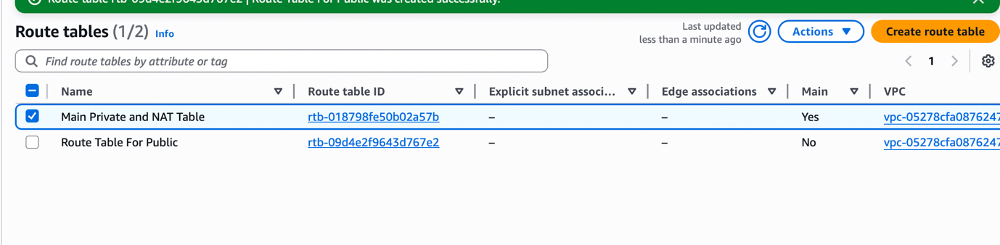 Route table rtb-09d4e2f9643d767e2 | Route Table For Public was created successfully.
Route tables (1/2) Info
Last updated
less than a minute ago
Actions
Create route table
Find route tables by attribute or tag
1
Name Route table ID Explicit subnet associ... Edge associations Main VPC
Main Private and NAT Table rtb-018798fe50b02a57b – – Yes vpc-05278cfa0876247
Route Table For Public rtb-09d4e2f9643d767e2 – – No vpc-05278cfa0876247